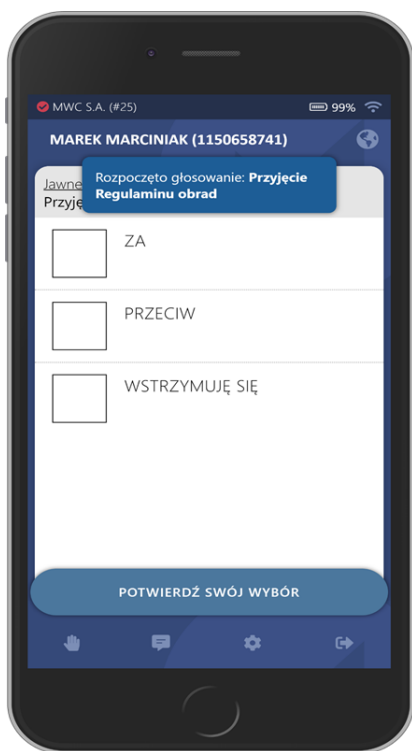 MWC S.A. (#25) 99%
MAREK MARCINIAK (1150658741)
Rozpoczęto głosowanie: Przyjęcie
Regulaminu obrad
Jawne
Przyję
ZA
PRZECIW
WSTRZYMUJĘ SIĘ
POTWIERDŹ SWÓJ WYBÓR